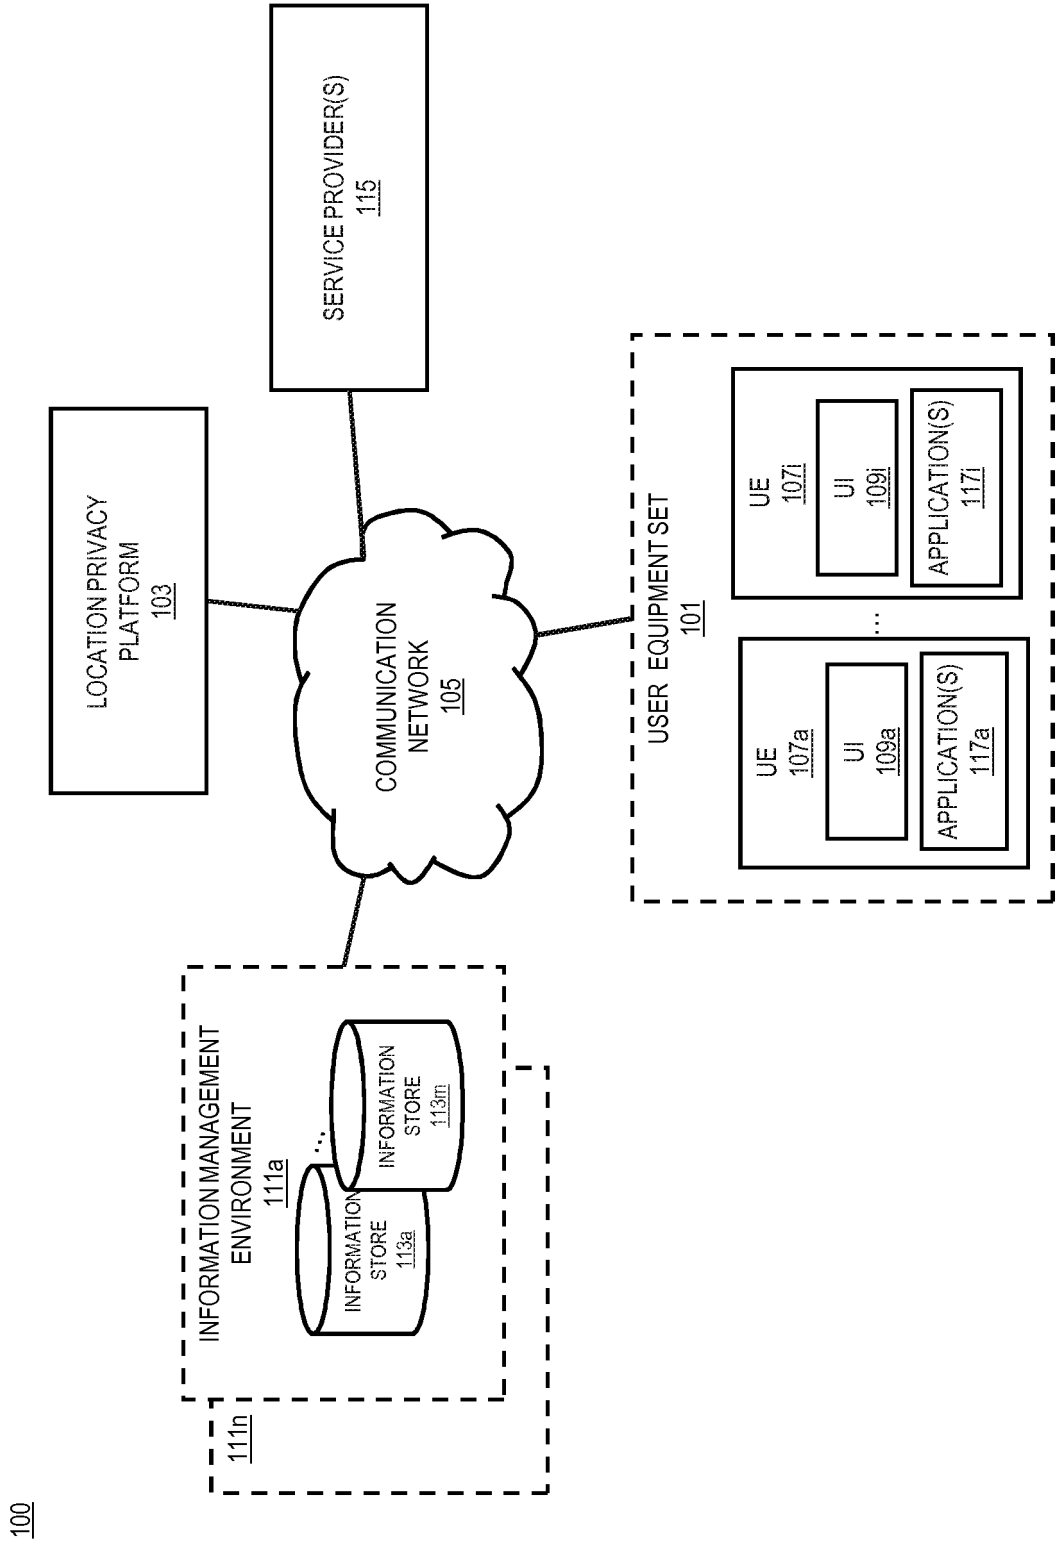 100
LOCATION PRIVACY
PLATFORM
103
SERVICE PROVIDER(S)
115
INFORMATION MANAGEMENT
ENVIRONMENT
111a
111n
INFORMATION
STORE
113a
...
INFORMATION
STORE
113m
COMMUNICATION
NETWORK
105
USER EQUIPMENT SET
101
UE
107a
UI
109a
APPLICATION(S)
117a
...
UE
107i
UI
109i
APPLICATION(S)
117i